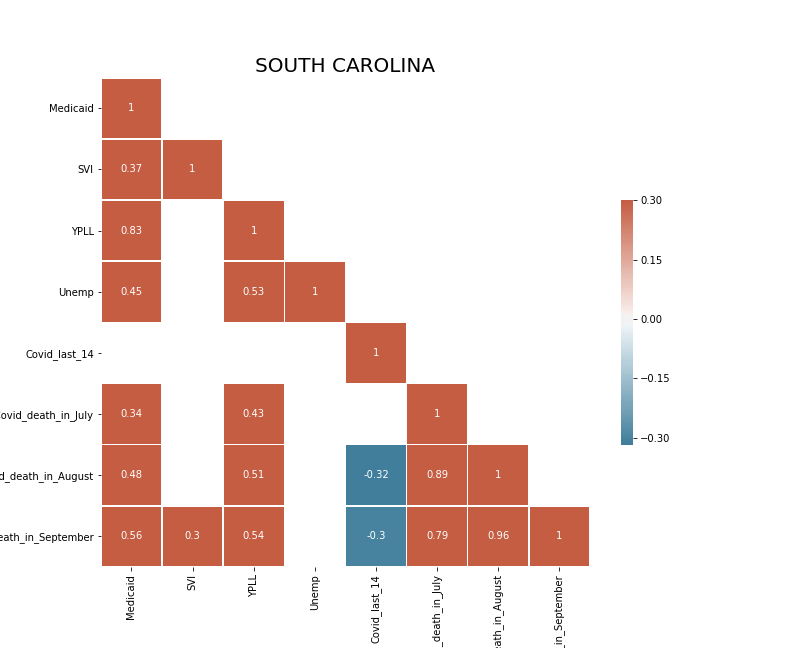 SOUTH CAROLINA
Medicaid 1
SVI 0.37 1
YPLL 0.83 1
Unemp 0.45 0.53 1
Covid_last_14 1
ovid_death_in_July 0.34 0.43 1
d_death_in_August 0.48 0.51 -0.32 0.89 1
eath_in_September 0.56 0.3 0.54 -0.3 0.79 0.96 1
Medicaid
SVI
YPLL
Unemp
Covid_last_14
_death_in_July
eath_in_August
_in_September
0.30
0.15
0.00
−0.15
−0.30